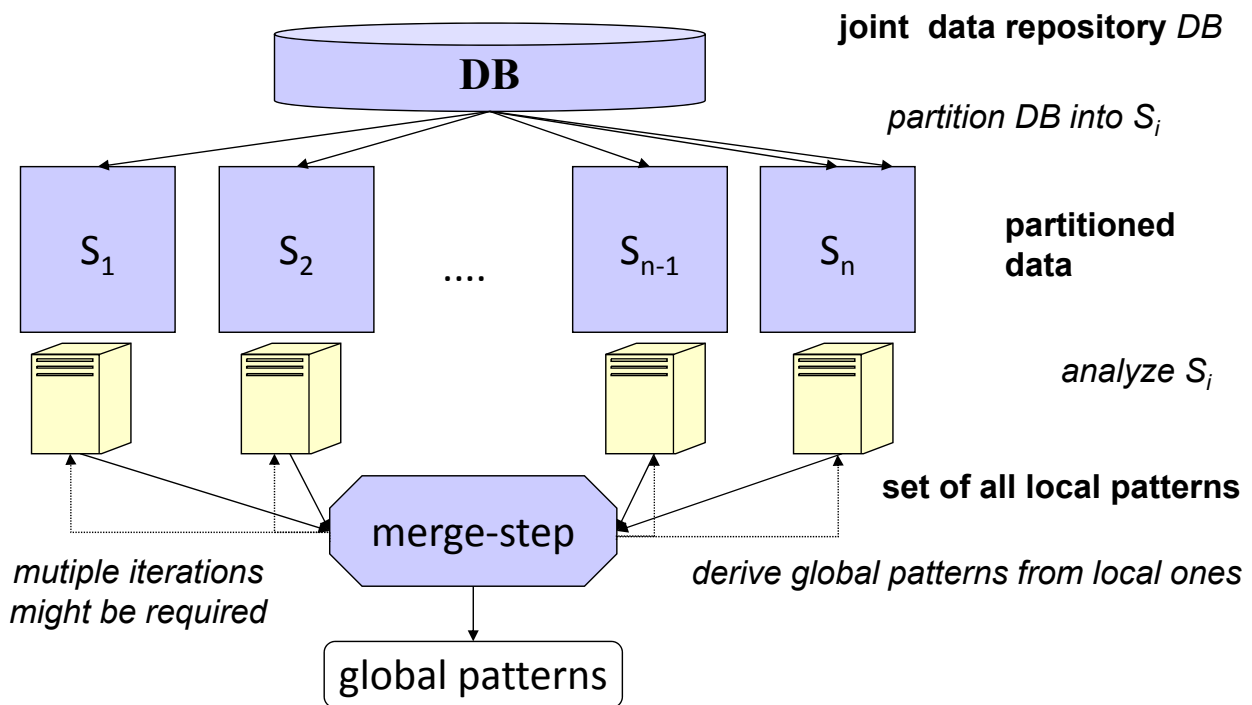 joint data repository DB
DB
partition DB into Si
S1
S2
....
Sn-1
Sn
partitioned
data
analyze Si
set of all local patterns
merge-step
mutiple iterations
might be required
derive global patterns from local ones
global patterns